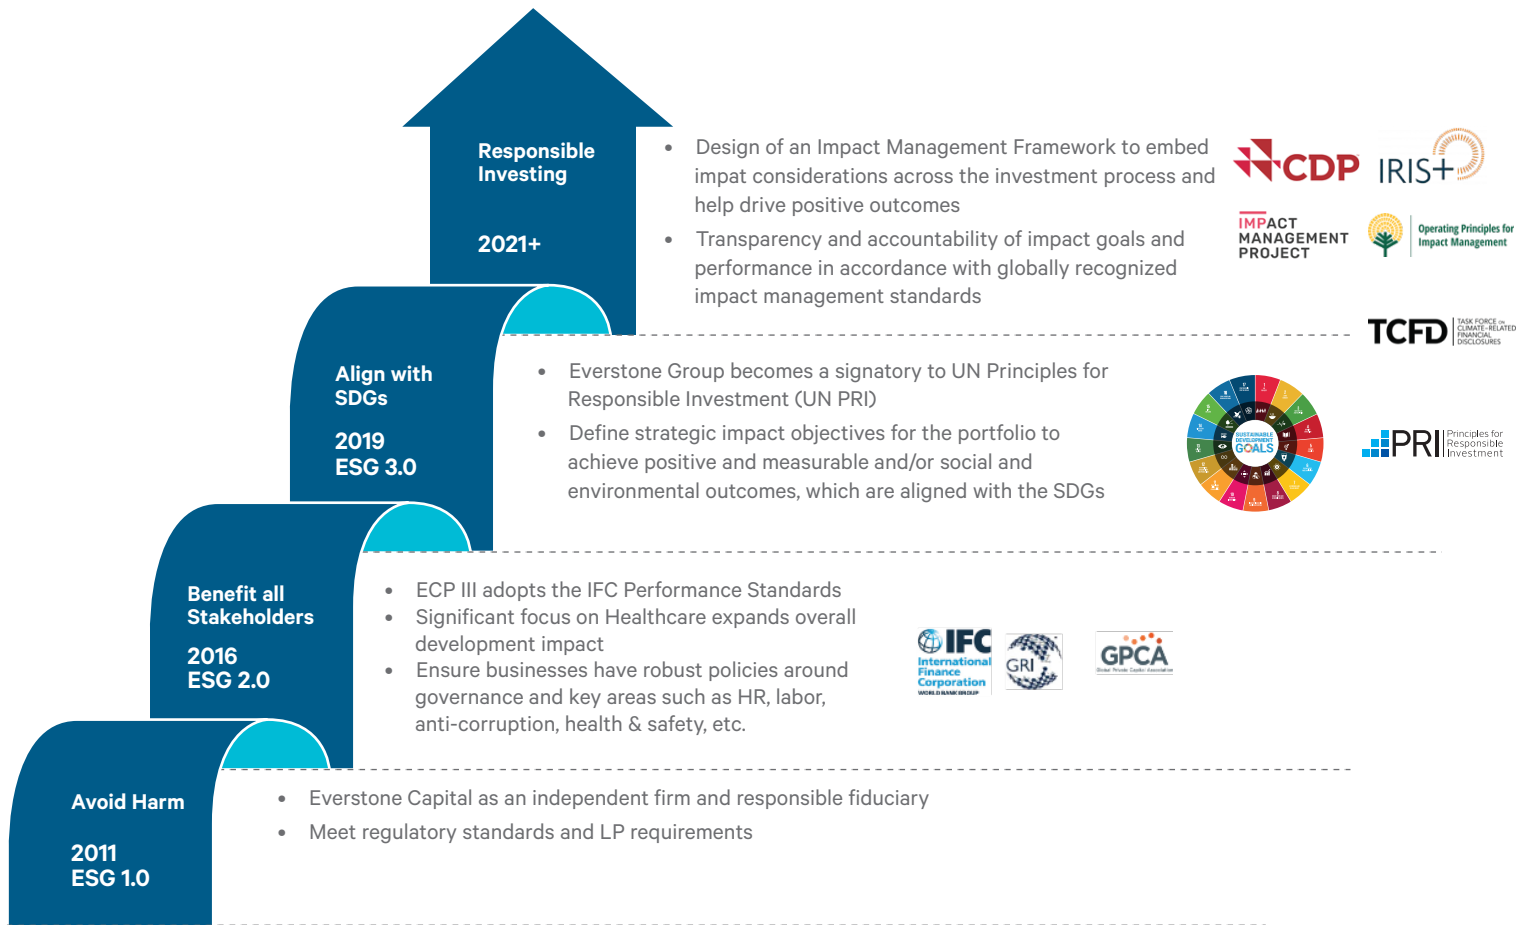 Responsible
Investing
2021+
• Design of an Impact Management Framework to embed
impat considerations across the investment process and
help drive positive outcomes
• Transparency and accountability of impact goals and
performance in accordance with globally recognized
impact management standards
CDP
IRIS+
IMPACT
MANAGEMENT
PROJECT
Operating Principles for
Impact Management
TCFD
TASK FORCE ON
CLIMATE-RELATED
FINANCIAL
DISCLOSURES
Align with
SDGs
2019
ESG 3.0
• Everstone Group becomes a signatory to UN Principles for
Responsible Investment (UN PRI)
• Define strategic impact objectives for the portfolio to
achieve positive and measurable and/or social and
environmental outcomes, which are aligned with the SDGs
SUSTAINABLE
DEVELOPMENT
GOALS
PRI
Principles for
Responsible
Investment
Benefit all
Stakeholders
2016
ESG 2.0
• ECP III adopts the IFC Performance Standards
• Significant focus on Healthcare expands overall
development impact
• Ensure businesses have robust policies around
governance and key areas such as HR, labor,
anti-corruption, health & safety, etc.
IFC
International
Finance
Corporation
WORLD BANK GROUP
GRI
GPCA
Global Private Capital Association
Avoid Harm
2011
ESG 1.0
• Everstone Capital as an independent firm and responsible fiduciary
• Meet regulatory standards and LP requirements